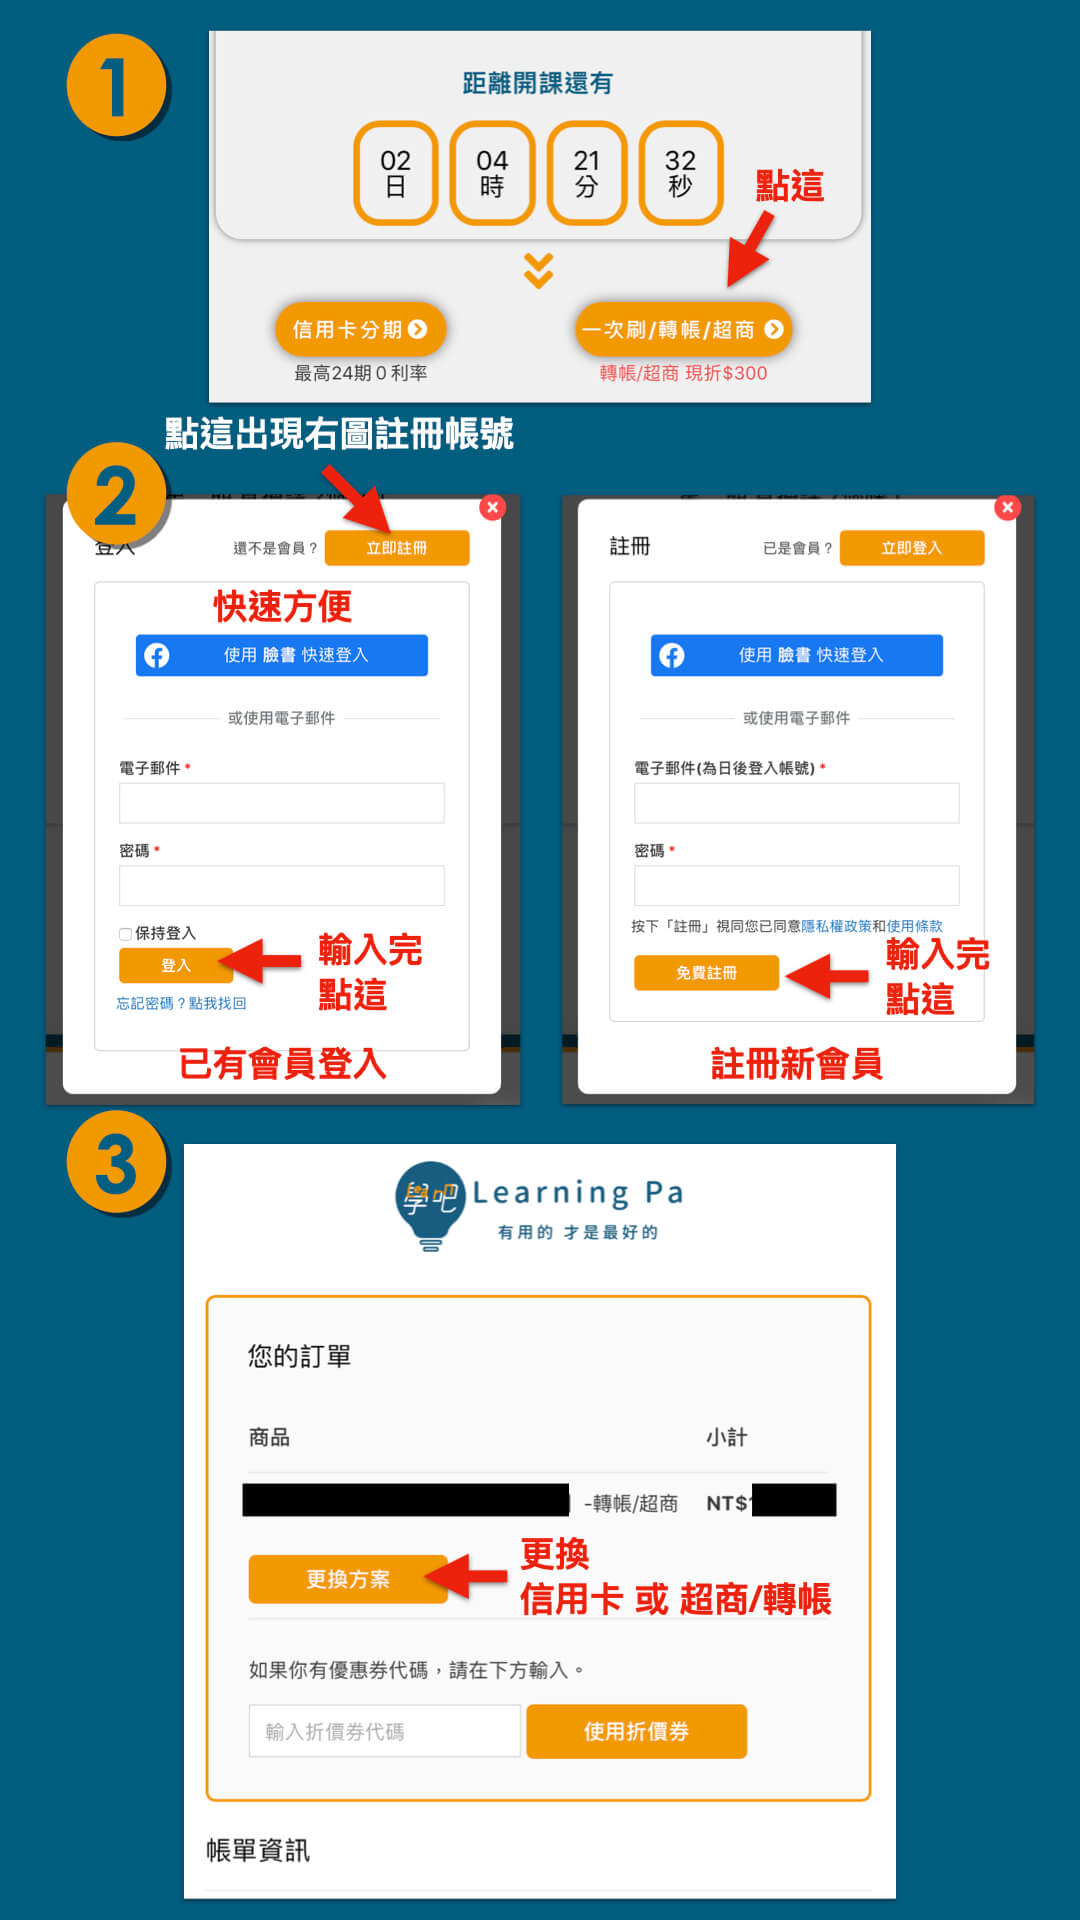 1
距離開課還有
02 04 21 32
日 時 分 秒
點這
信用卡分期
一次刷/轉帳/超商
最高24期0利率
轉帳/超商 現折$300
點這出現右圖註冊帳號
2
登入
還不是會員？
立即註冊
快速方便
使用 臉書 快速登入
或使用電子郵件
電子郵件 *
密碼 *
保持登入
登入
輸入完
點這
忘記密碼？點我找回
已有會員登入
註冊
已是會員？
立即登入
使用 臉書 快速登入
或使用電子郵件
電子郵件(為日後登入帳號) *
密碼 *
按下「註冊」視同您已同意隱私權政策和使用條款
免費註冊
輸入完
點這
註冊新會員
3
Learn
學吧
Learning Pa
有用的 才是最好的
您的訂單
商品 小計
-轉帳/超商 NT$
更換方案
更換
信用卡 或 超商/轉帳
如果你有優惠券代碼，請在下方輸入。
輸入折價券代碼
使用折價券
帳單資訊